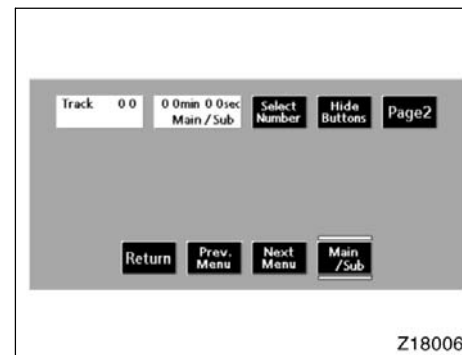 Track 0 0
0 0min 0 0sec
Main / Sub
Select
Number
Hide
Buttons
Page2
Return
Prev.
Menu
Next
Menu
Main
/Sub
Z18006